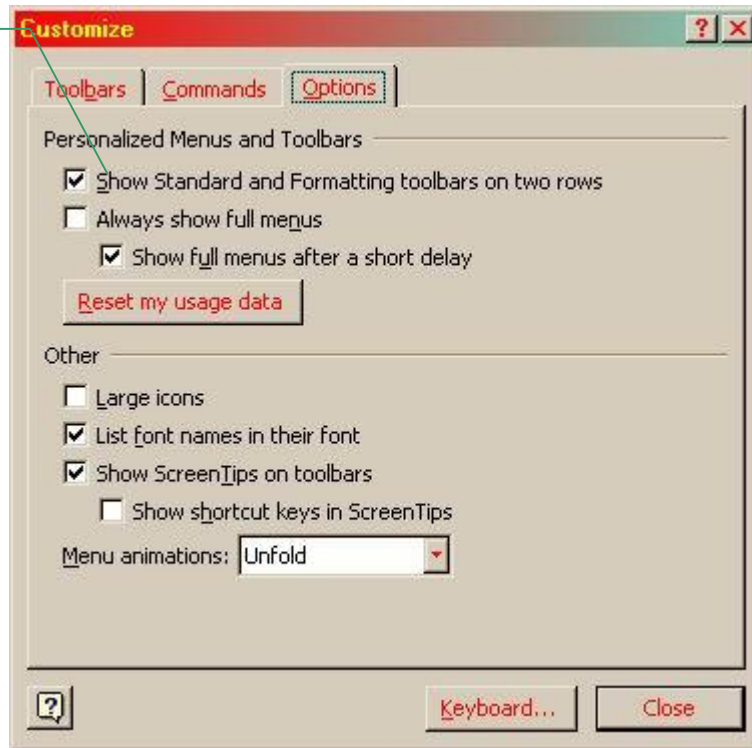 Customize
Toolbars Commands Options
Personalized Menus and Toolbars
Show Standard and Formatting toolbars on two rows
Always show full menus
Show full menus after a short delay
Reset my usage data
Other
Large icons
List font names in their font
Show ScreenTips on toolbars
Show shortcut keys in ScreenTips
Menu animations: Unfold
Keyboard... Close